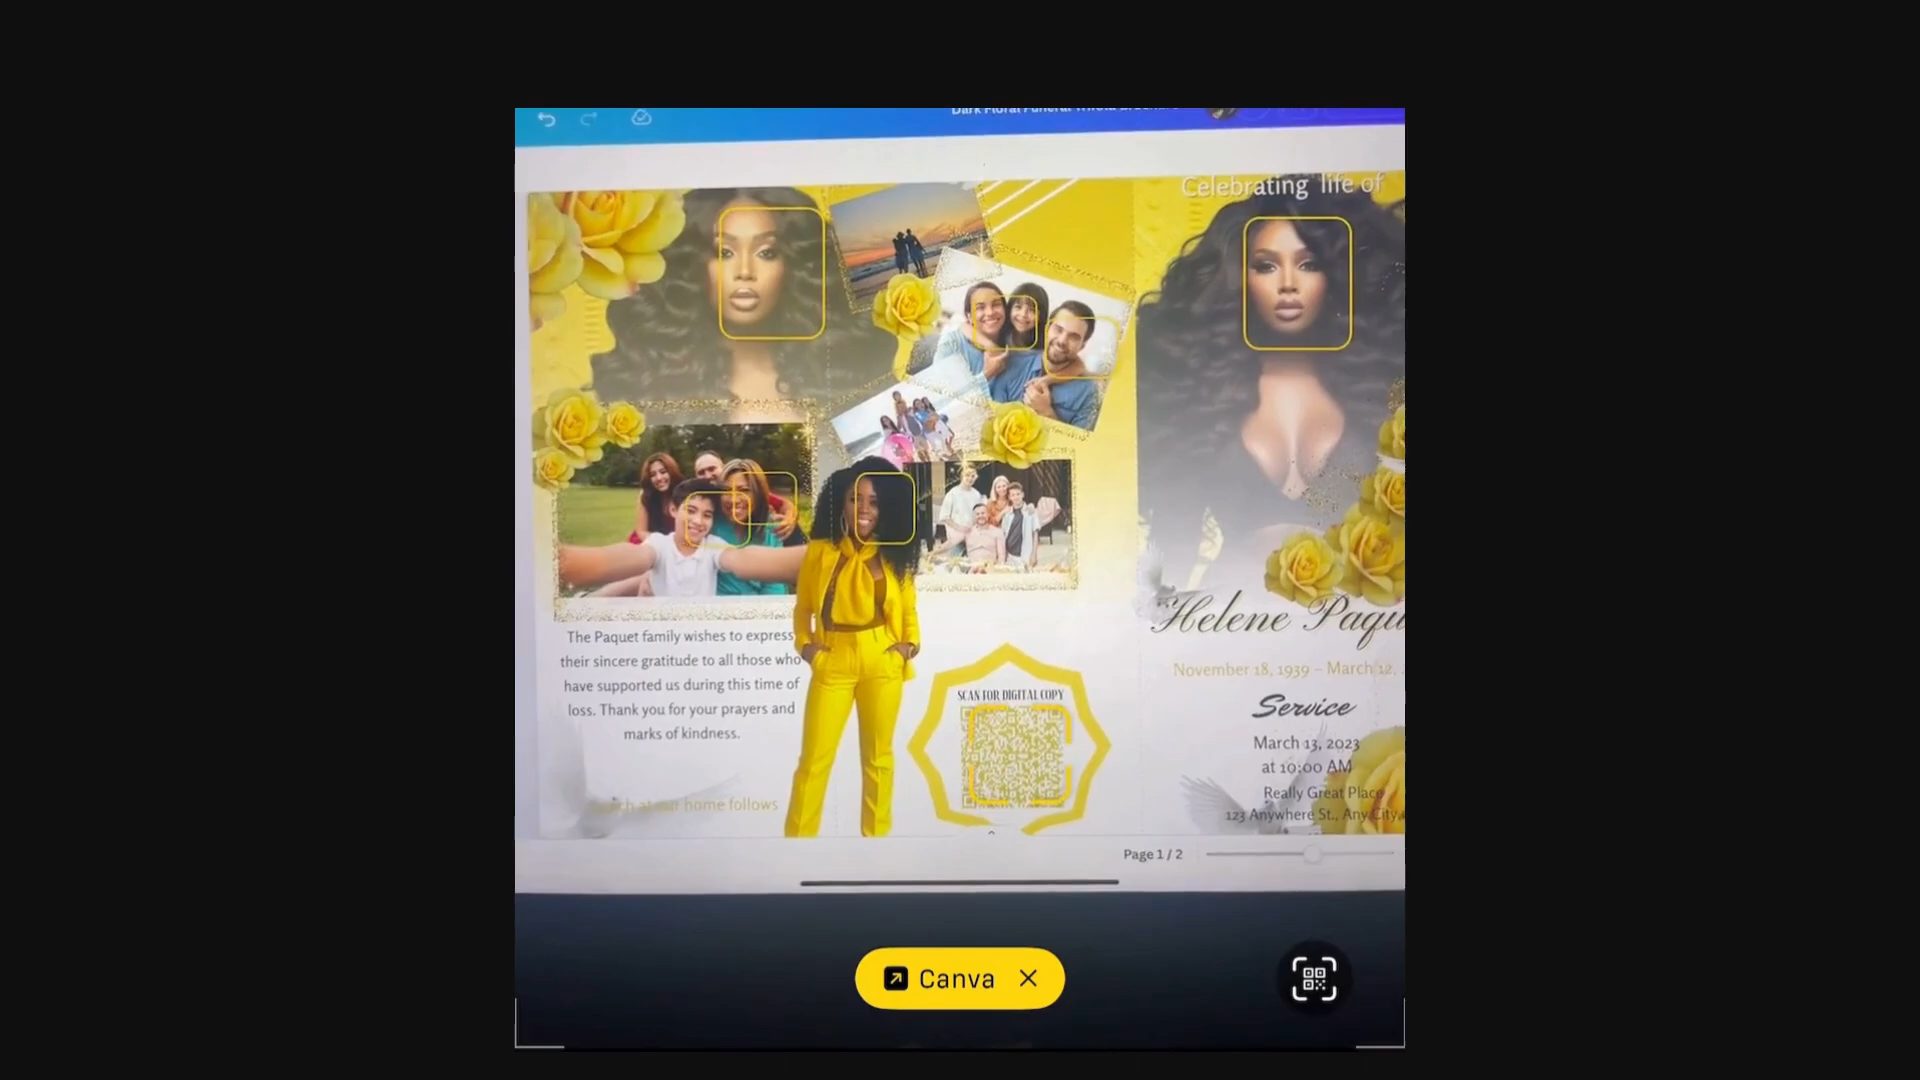 Celebrating life of
The Paquet family wishes to express
their sincere gratitude to all those who
have supported us during this time of
loss. Thank you for your prayers and
marks of kindness.
home follows
SCAN FOR DIGITAL COPY
Helene Paqu
November 18, 1939 – March 12,
Service
March 13, 2023
at 10:00 AM
Really Great Place
123 Anywhere St., Any City,
Page 1 / 2
Canva